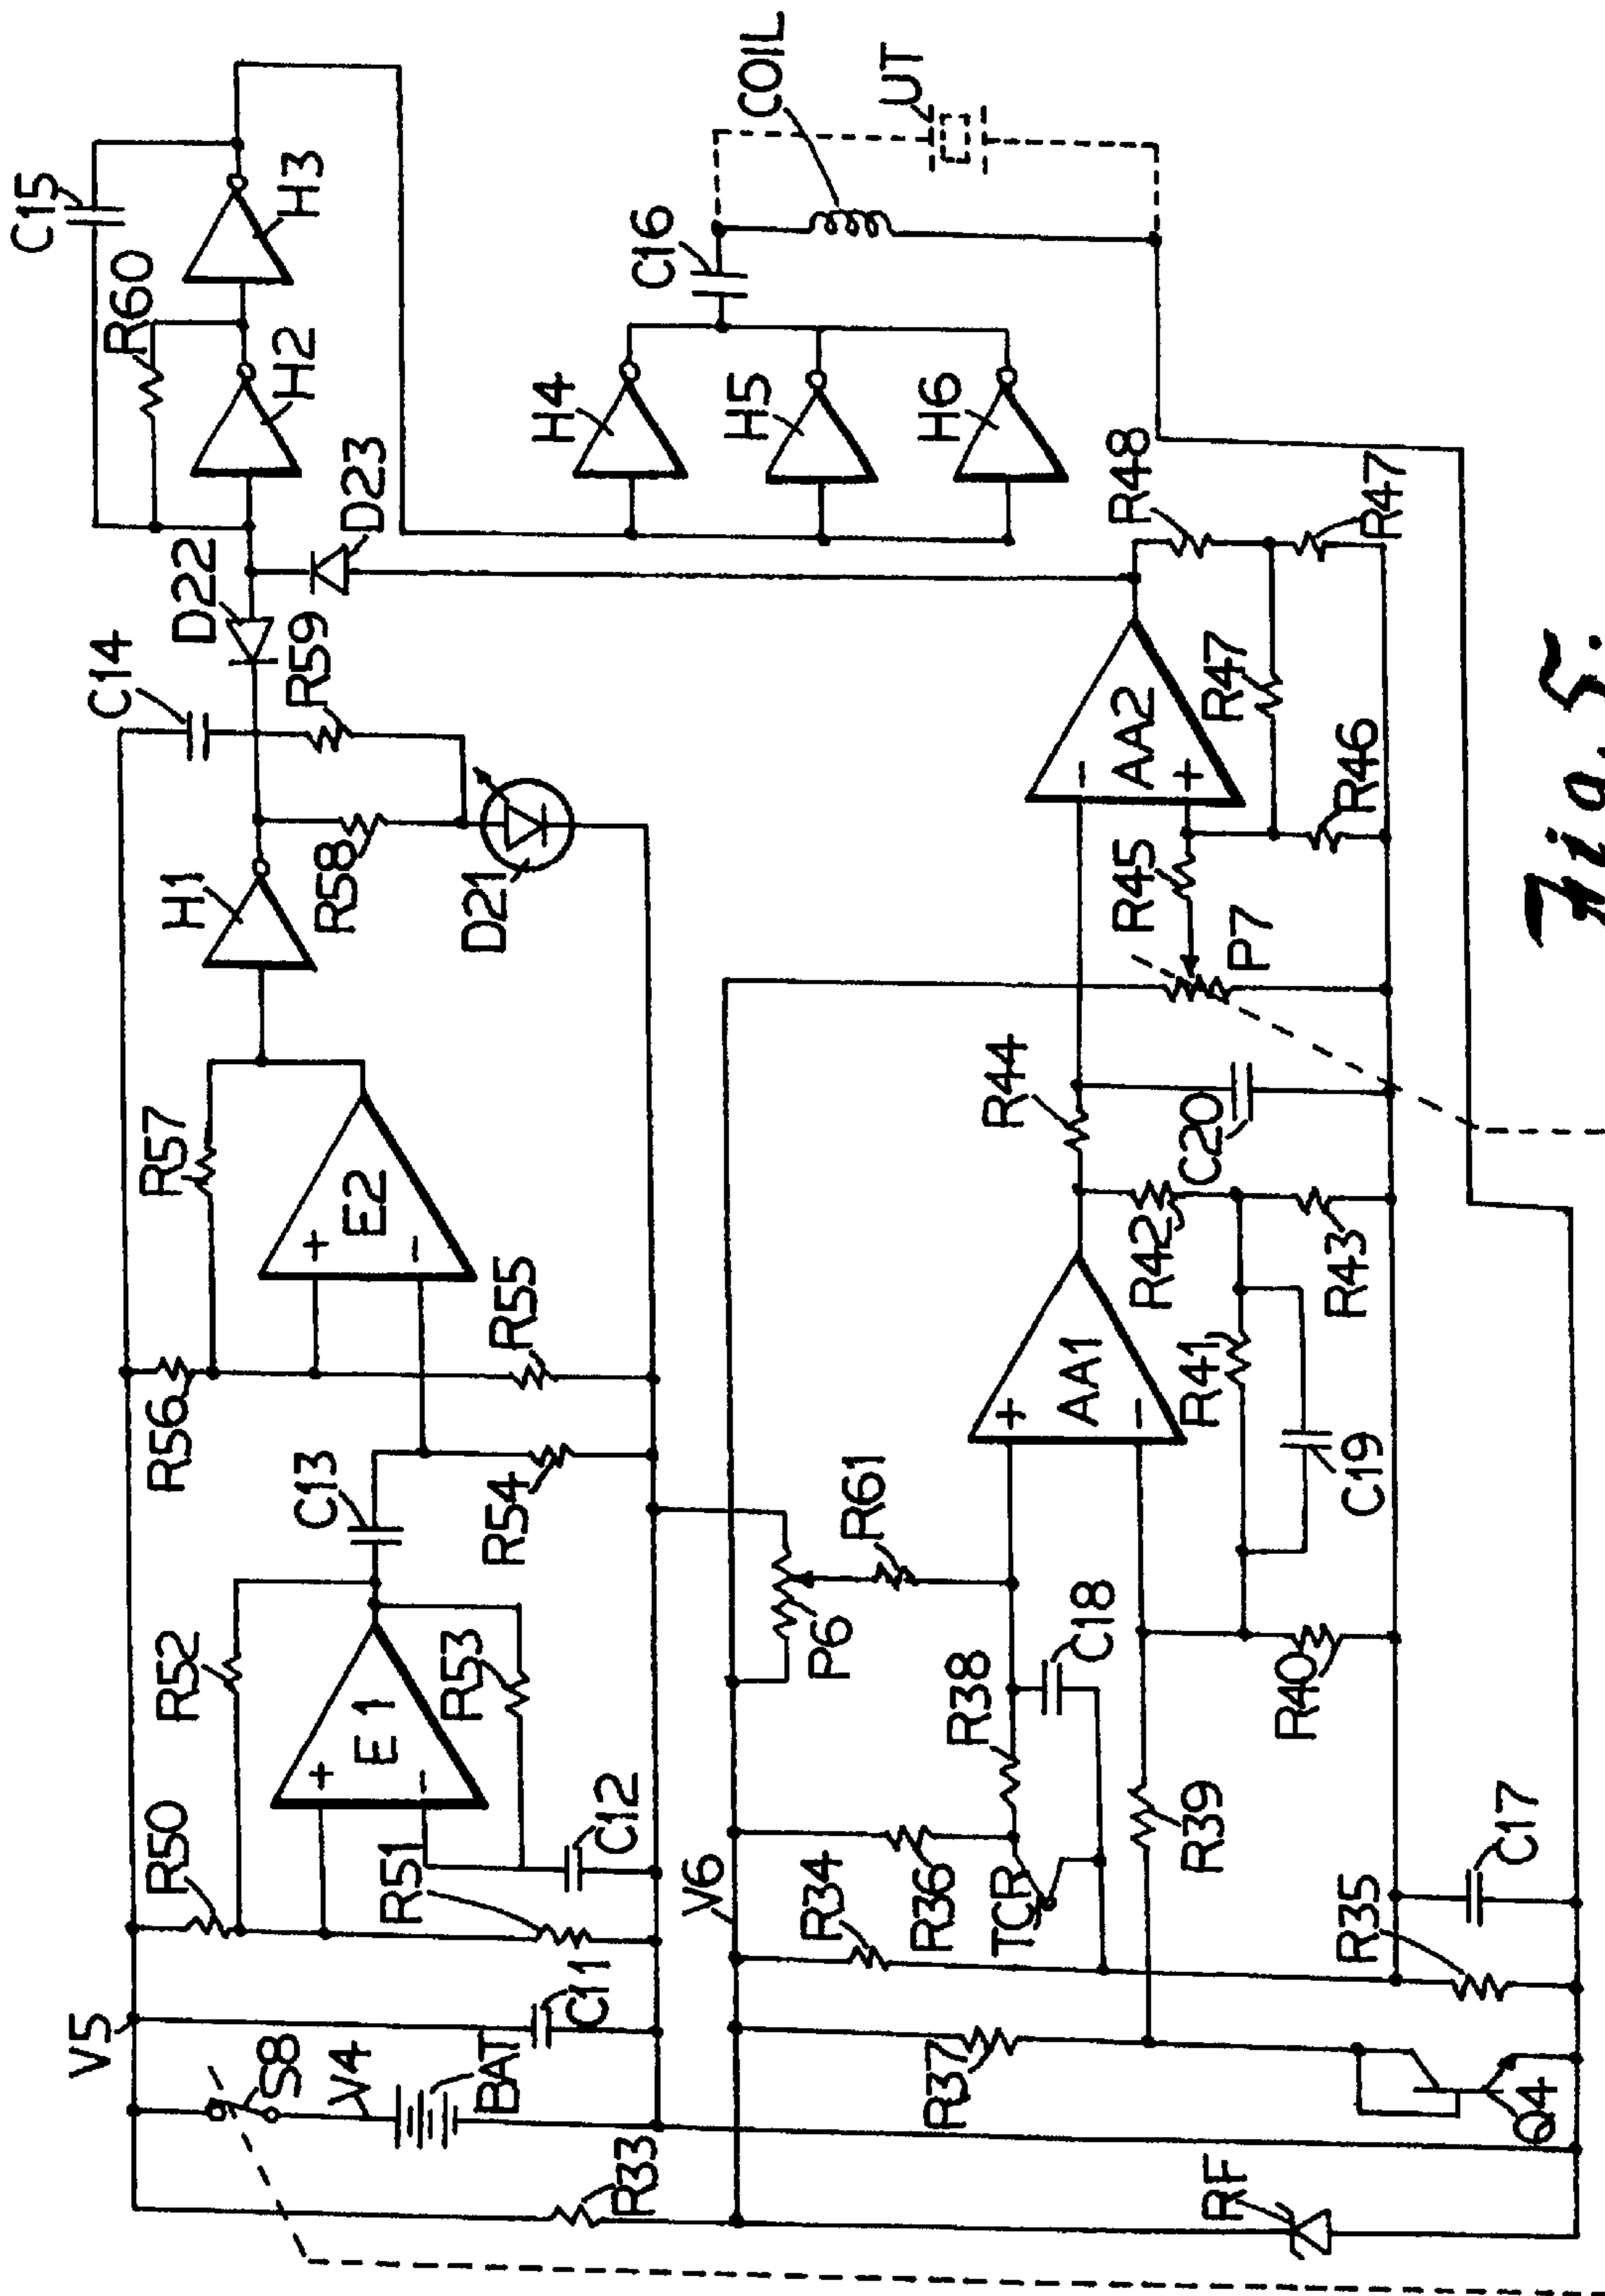 C15
R60
H3
H2
COIL
UT
C16
H4
H5
H6
D22
D23
C14
R59
H1
R58
D21
R48
R47
AA2
-
+
R47
R46
R45
P7
R57
E2
+
-
R55
R56
R44
C20
R42
R43
C13
R54
AA1
+
-
R41
C19
R61
P6
R52
E1
+
-
R53
R38
C18
R40
R50
R51
C12
V6
R34
R36
TCR
R39
R35
C17
V5
S8
V4
BAT
C11
R37
Q4
R33
RF
Fig. 5.